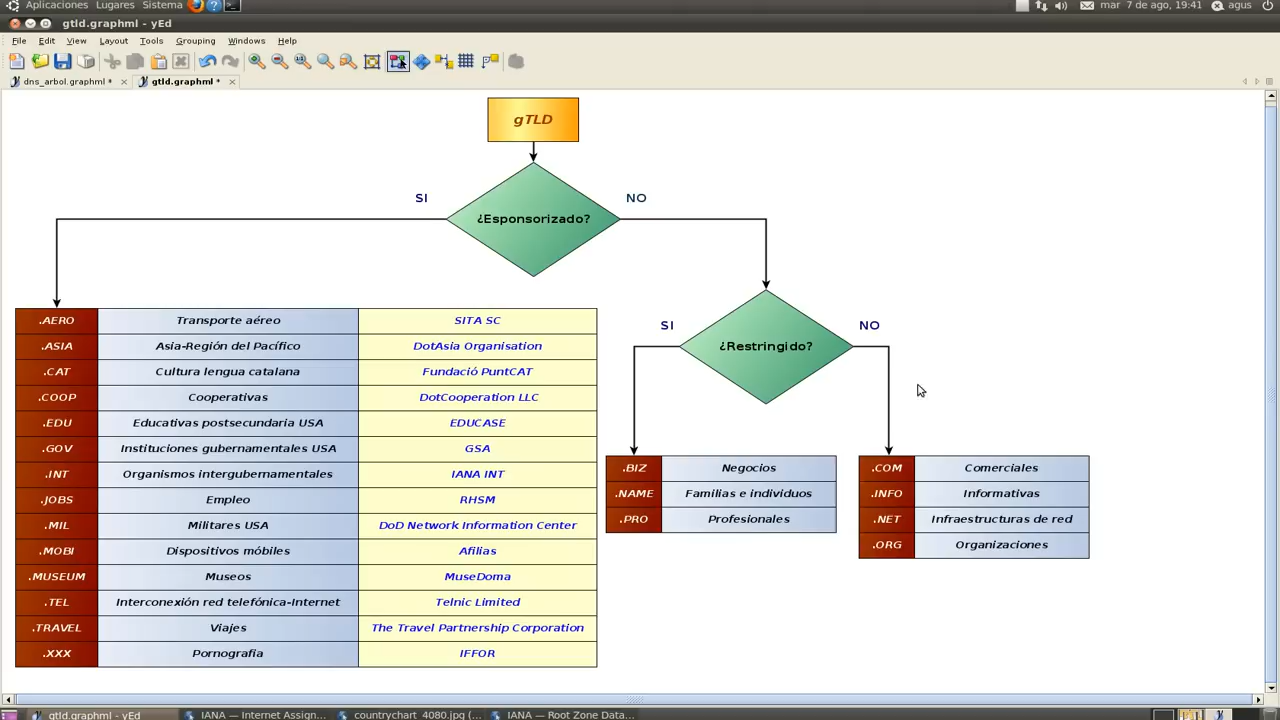 Aplicaciones Lugares Sistema mar 7 de ago, 19:41 agus
gtld.graphml - yEd
File Edit View Layout Tools Grouping Windows Help
dns_arbol.graphml * gtld.graphml *
gTLD
SI ¿Esponsorizado? NO
SI ¿Restringido? NO
.AERO Transporte aéreo SITA SC
.ASIA Asia-Región del Pacífico DotAsia Organisation
.CAT Cultura lengua catalana Fundació PuntCAT
.COOP Cooperativas DotCooperation LLC
.EDU Educativas postsecundaria USA EDUCASE
.GOV Instituciones gubernamentales USA GSA
.INT Organismos intergubernamentales IANA INT
.JOBS Empleo RHSM
.MIL Militares USA DoD Network Information Center
.MOBI Dispositivos móbiles Afilias
.MUSEUM Museos MuseDoma
.TEL Interconexión red telefónica-Internet Telnic Limited
.TRAVEL Viajes The Travel Partnership Corporation
.XXX Pornografia IFFOR
.BIZ Negocios
.NAME Familias e individuos
.PRO Profesionales
.COM Comerciales
.INFO Informativas
.NET Infraestructuras de red
.ORG Organizaciones
gtld.graphml - yEd IANA — Internet Assign... countrychart_4080.jpg (... IANA — Root Zone Data...